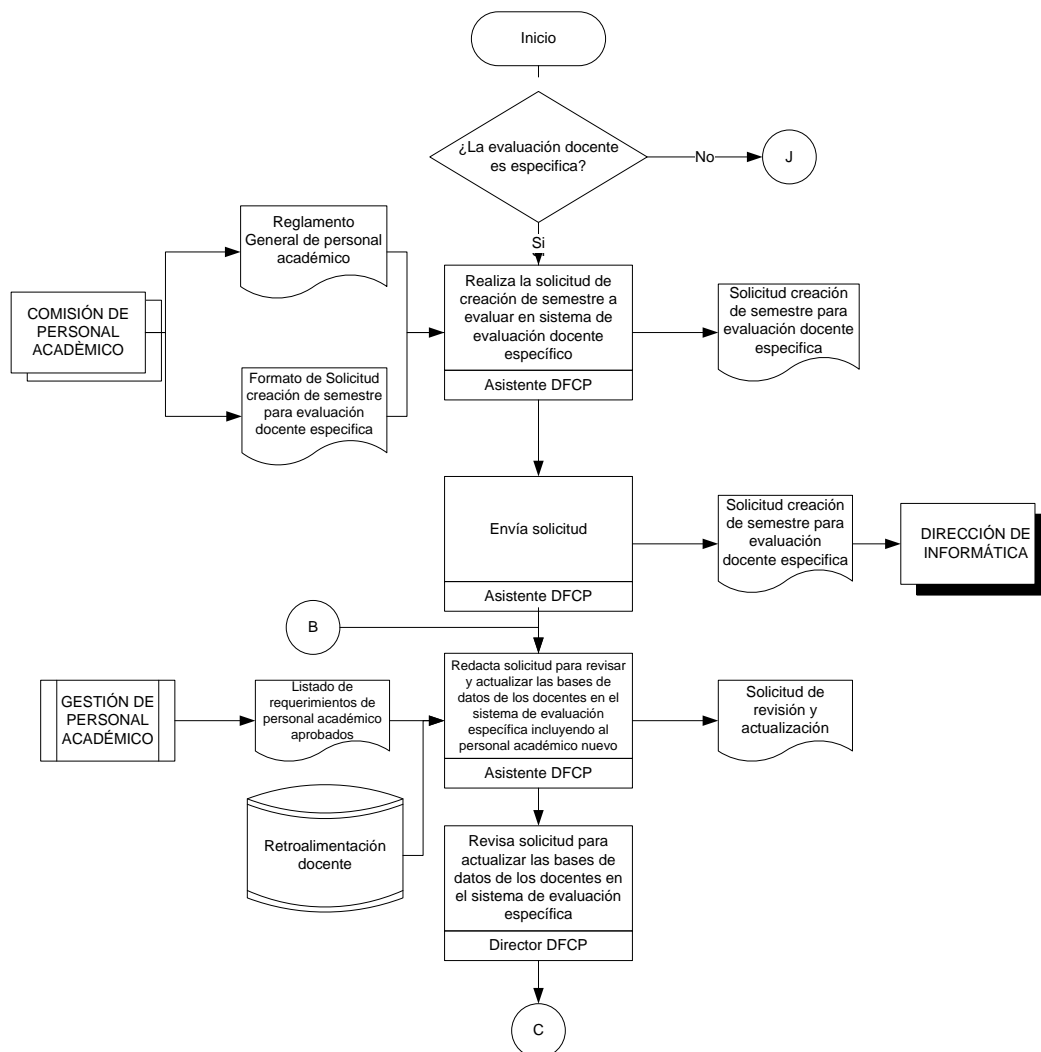 Inicio
¿La evaluación docente
es especifica?
No
J
Si
Reglamento
General de personal
académico
COMISIÓN DE
PERSONAL
ACADÈMICO
Formato de Solicitud
creación de semestre
para evaluación
docente especifica
Realiza la solicitud de
creación de semestre a
evaluar en sistema de
evaluación docente
específico
Asistente DFCP
Solicitud creación
de semestre para
evaluación docente
especifica
Envía solicitud
Asistente DFCP
Solicitud creación
de semestre para
evaluación
docente especifica
DIRECCIÓN DE
INFORMÁTICA
B
GESTIÓN DE
PERSONAL
ACADÉMICO
Listado de
requerimientos de
personal académico
aprobados
Redacta solicitud para revisar
y actualizar las bases de
datos de los docentes en el
sistema de evaluación
específica incluyendo al
personal académico nuevo
Asistente DFCP
Solicitud de
revisión y
actualización
Retroalimentación
docente
Revisa solicitud para
actualizar las bases de
datos de los docentes en
el sistema de evaluación
específica
Director DFCP
C